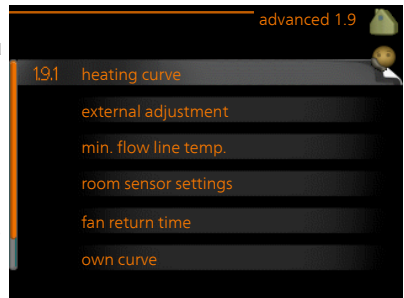 advanced 1.9
1.9.1 heating curve
external adjustment
min. flow line temp.
room sensor settings
fan return time
own curve